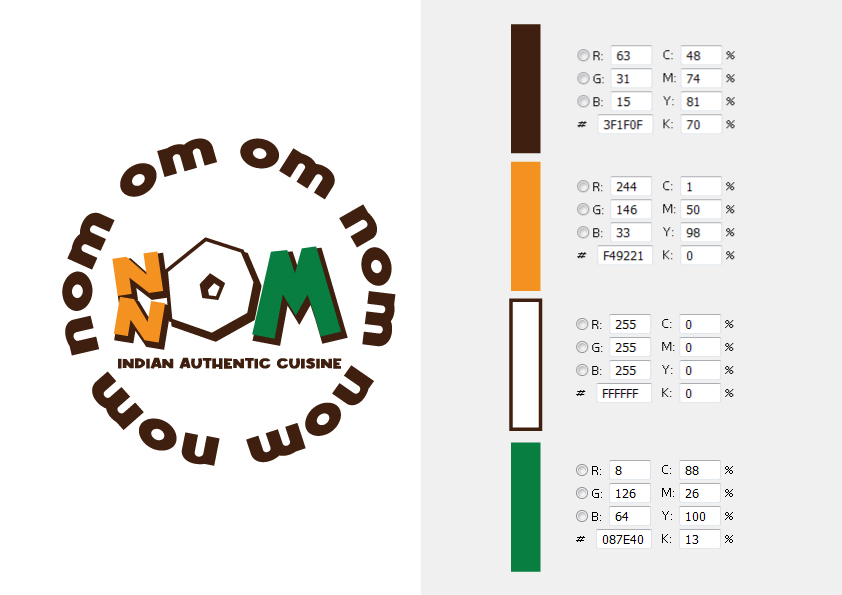 nom om om nom nom nom
NOM
N
INDIAN AUTHENTIC CUISINE
R: 63 C: 48 %
G: 31 M: 74 %
B: 15 Y: 81 %
# 3F1F0F K: 70 %
R: 244 C: 1 %
G: 146 M: 50 %
B: 33 Y: 98 %
# F49221 K: 0 %
R: 255 C: 0 %
G: 255 M: 0 %
B: 255 Y: 0 %
# FFFFFF K: 0 %
R: 8 C: 88 %
G: 126 M: 26 %
B: 64 Y: 100 %
# 087E40 K: 13 %